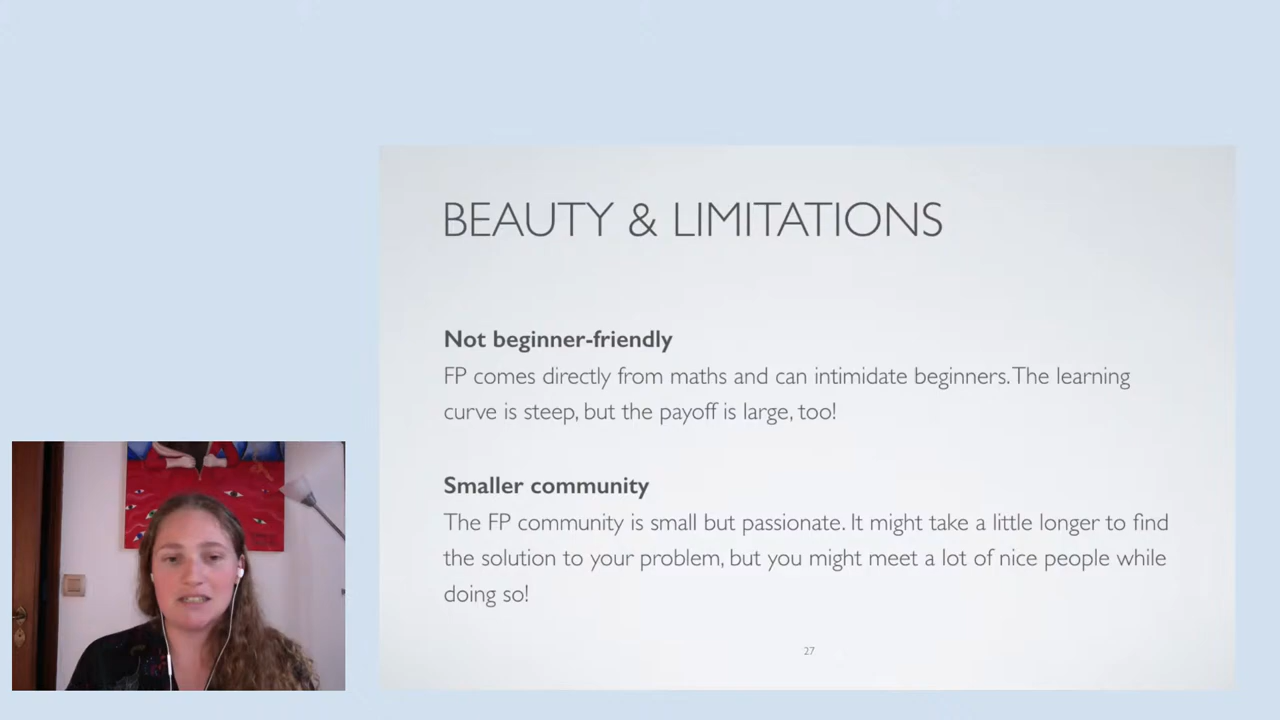 BEAUTY & LIMITATIONS
Not beginner-friendly
FP comes directly from maths and can intimidate beginners. The learning
curve is steep, but the payoff is large, too!
Smaller community
The FP community is small but passionate. It might take a little longer to find
the solution to your problem, but you might meet a lot of nice people while
doing so!
27